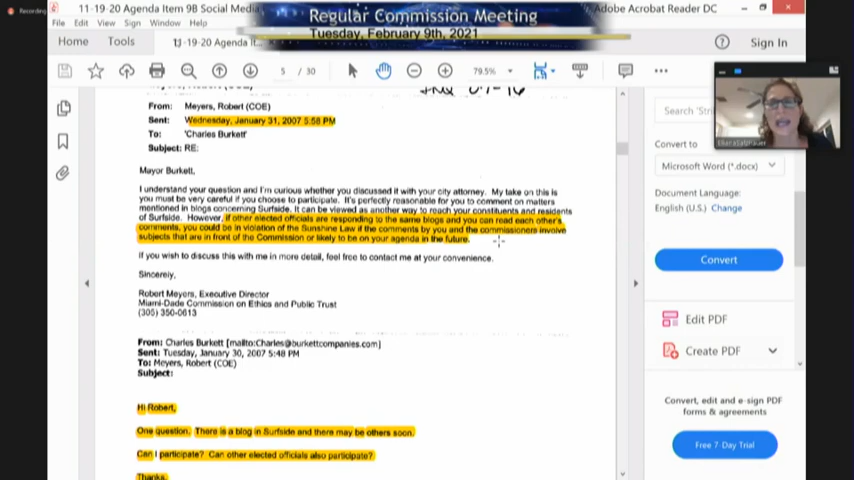 Recording
11-19-20 Agenda Item 9B Social Media
Adobe Acrobat Reader DC
Regular Commission Meeting
Tuesday, February 9th, 2021
File Edit View Sign Window Help
Home Tools
Sign In
5 / 30
79.5%
From: Meyers, Robert (COE)
Sent: Wednesday, January 31, 2007 5:58 PM
To: 'Charles Burkett'
Subject: RE:
Mayor Burkett,
I understand your question and I'm curious whether you discussed it with your city attorney. My take on this is
you must be very careful if you choose to participate. It's perfectly reasonable for you to comment on matters
mentioned in blogs concerning Surfside. It can be viewed as another way to reach your constituents and residents
of Surfside. However, if other elected officials are responding to the same blogs and you can read each other's
comments, you could be in violation of the Sunshine Law if the comments by you and the commissioners involve
subjects that are in front of the Commission or likely to be on your agenda in the future.
If you wish to discuss this with me in more detail, feel free to contact me at your convenience.
Sincerely,
Robert Meyers, Executive Director
Miami-Dade Commission on Ethics and Public Trust
(305) 350-0613
From: Charles Burkett [mailto:Charles@burkettcompanies.com]
Sent: Tuesday, January 30, 2007 5:48 PM
To: Meyers, Robert (COE)
Subject:
Hi Robert,
One question. There is a blog in Surfside and there may be others soon.
Can I participate? Can other elected officials also participate?
Thanks,
Convert to
Microsoft Word (*.docx)
Document Language:
English (U.S.) Change
Convert
Edit PDF
Create PDF
Convert, edit and e-sign PDF
forms & agreements
Free 7-Day Trial